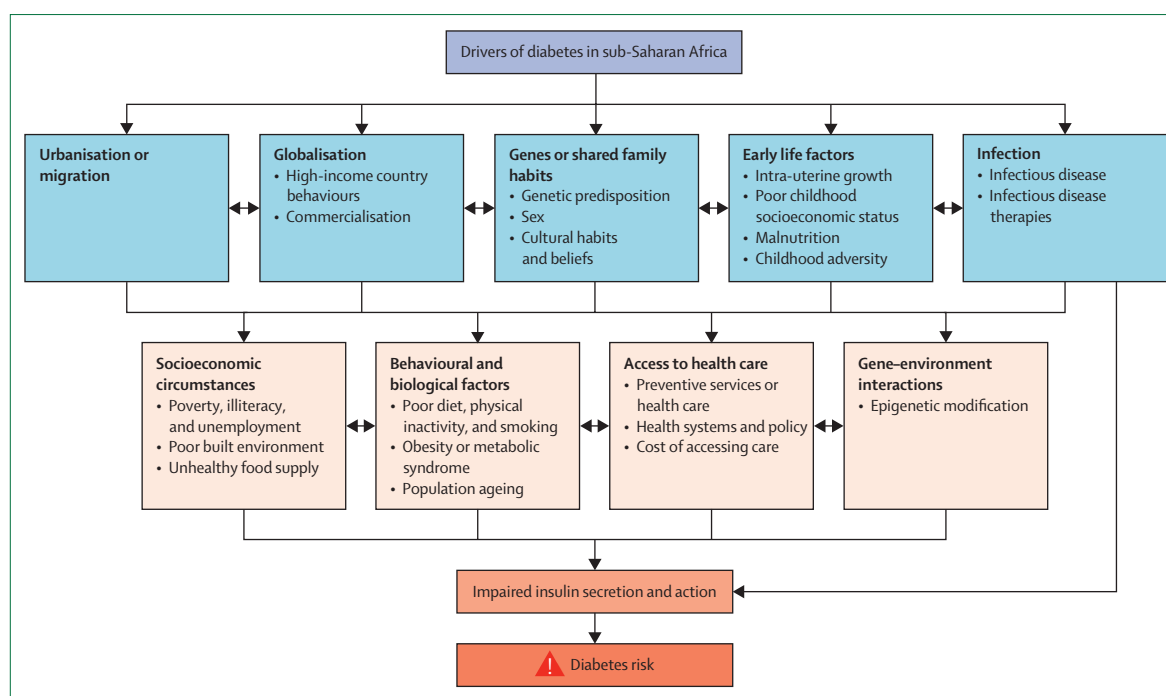 Drivers of diabetes in sub-Saharan Africa
Urbanisation or
migration
Globalisation
• High-income country
behaviours
• Commercialisation
Genes or shared family
habits
• Genetic predisposition
• Sex
• Cultural habits
and beliefs
Early life factors
• Intra-uterine growth
• Poor childhood
socioeconomic status
• Malnutrition
• Childhood adversity
Infection
• Infectious disease
• Infectious disease
therapies
Socioeconomic
circumstances
• Poverty, illiteracy,
and unemployment
• Poor built environment
• Unhealthy food supply
Behavioural and
biological factors
• Poor diet, physical
inactivity, and smoking
• Obesity or metabolic
syndrome
• Population ageing
Access to health care
• Preventive services or
health care
• Health systems and policy
• Cost of accessing care
Gene–environment
interactions
• Epigenetic modification
Impaired insulin secretion and action
! Diabetes risk